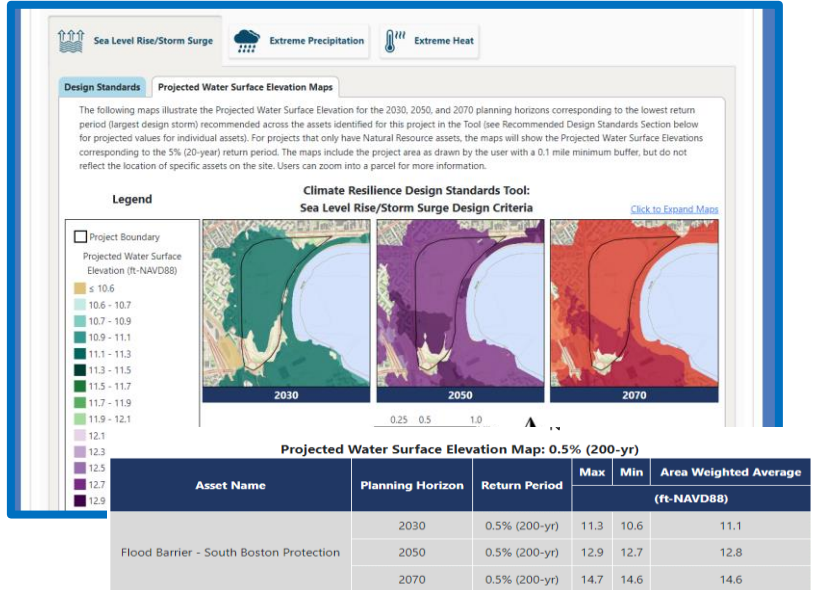 Sea Level Rise/Storm Surge
Extreme Precipitation
Extreme Heat
Design Standards
Projected Water Surface Elevation Maps
The following maps illustrate the Projected Water Surface Elevation for the 2030, 2050, and 2070 planning horizons corresponding to the lowest return
period (largest design storm) recommended across the assets identified for this project in the Tool (see Recommended Design Standards Section below
for projected values for individual assets). For projects that only have Natural Resource assets, the maps will show the Projected Water Surface Elevations
corresponding to the 5% (20-year) return period. The maps include the project area as drawn by the user with a 0.1 mile minimum buffer, but do not
reflect the location of specific assets on the site. Users can zoom into a parcel for more information.
Legend
Climate Resilience Design Standards Tool:
Sea Level Rise/Storm Surge Design Criteria
Click to Expand Maps
Project Boundary
Projected Water Surface
Elevation (ft-NAVD88)
≤ 10.6
10.6 - 10.7
10.7 - 10.9
10.9 - 11.1
11.1 - 11.3
11.3 - 11.5
11.5 - 11.7
11.7 - 11.9
11.9 - 12.1
12.1
12.3
12.5
12.7
12.9
2030
2050
2070
0.25 0.5 1.0
Projected Water Surface Elevation Map: 0.5% (200-yr)
Asset Name Planning Horizon Return Period Max Min Area Weighted Average
(ft-NAVD88)
2030 0.5% (200-yr) 11.3 10.6 11.1
Flood Barrier - South Boston Protection 2050 0.5% (200-yr) 12.9 12.7 12.8
2070 0.5% (200-yr) 14.7 14.6 14.6